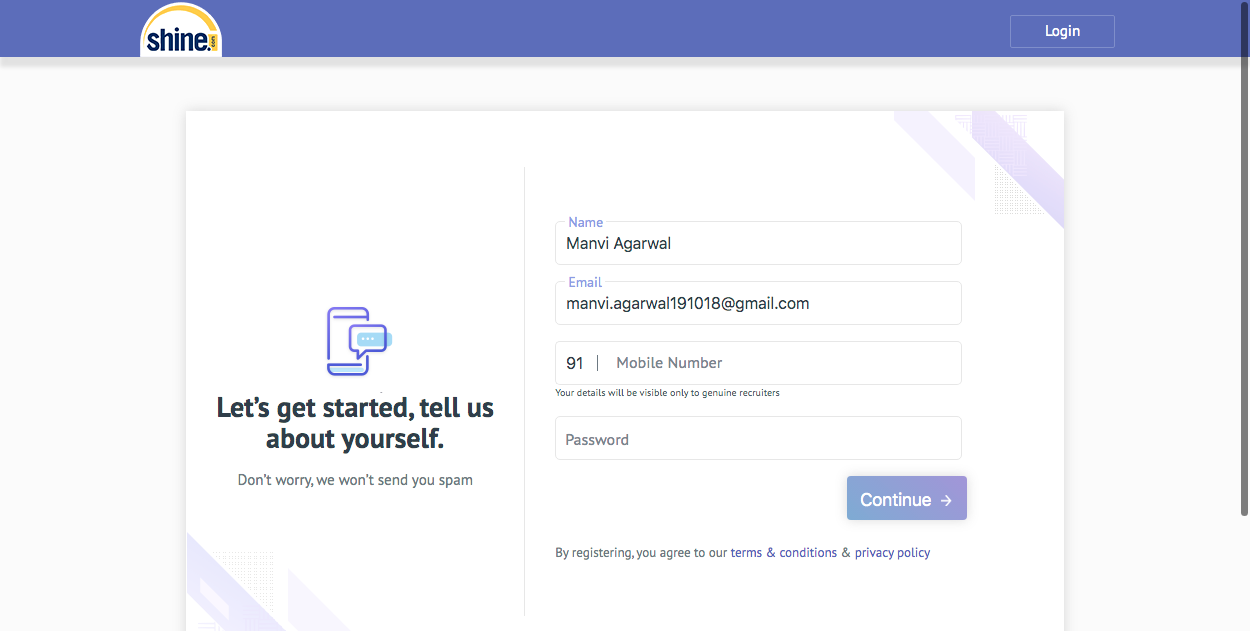 shine.com
Login
Let's get started, tell us
about yourself.
Don't worry, we won't send you spam
Name
Manvi Agarwal
Email
manvi.agarwal191018@gmail.com
91 | Mobile Number
Your details will be visible only to genuine recruiters
Password
Continue →
By registering, you agree to our terms & conditions & privacy policy